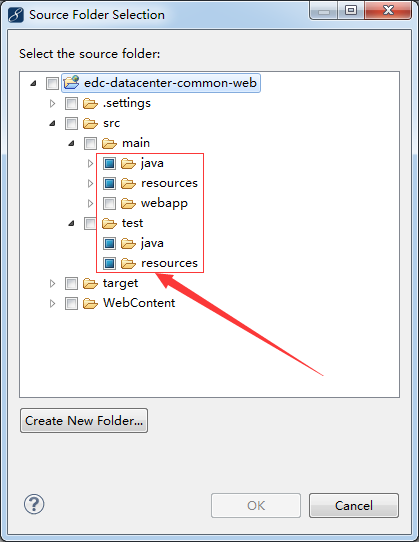 Source Folder Selection
Select the source folder:
edc-datacenter-common-web
.settings
src
main
java
resources
webapp
test
java
resources
target
WebContent
Create New Folder...
?
OK
Cancel